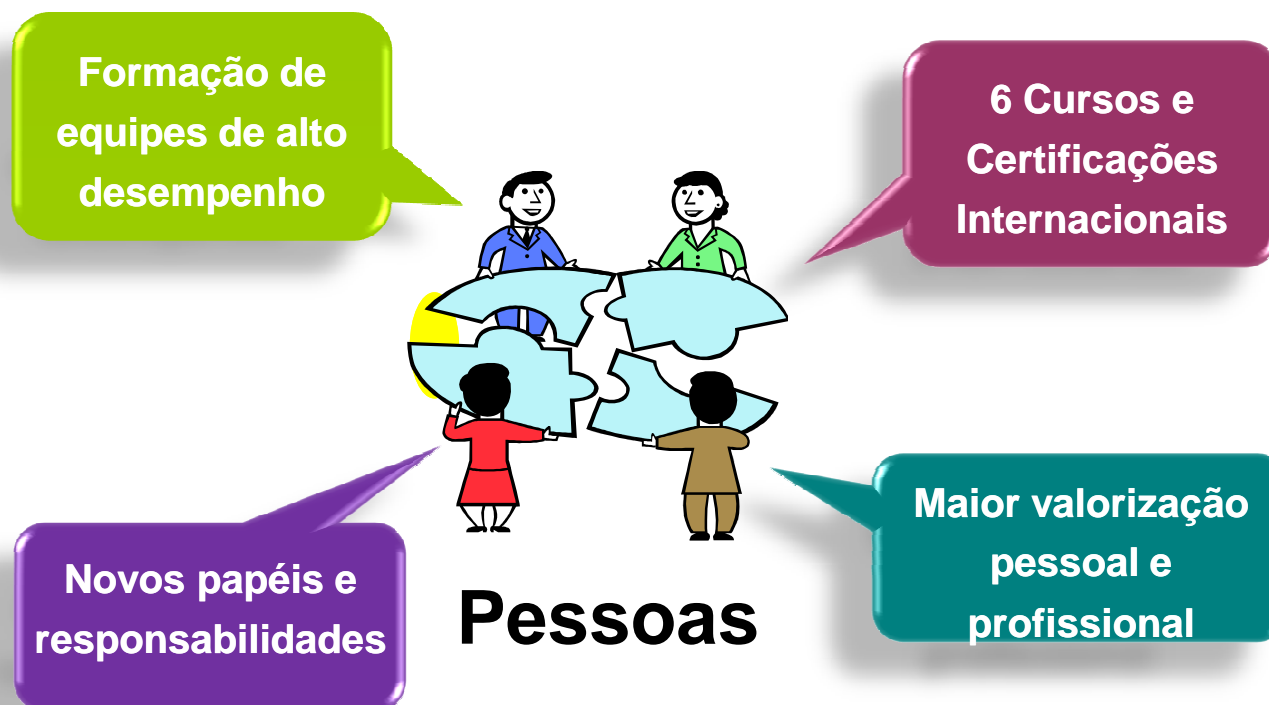 Formação de
equipes de alto
desempenho
6 Cursos e
Certificações
Internacionais
Novos papéis e
responsabilidades
Maior valorização
pessoal e
profissional
Pessoas